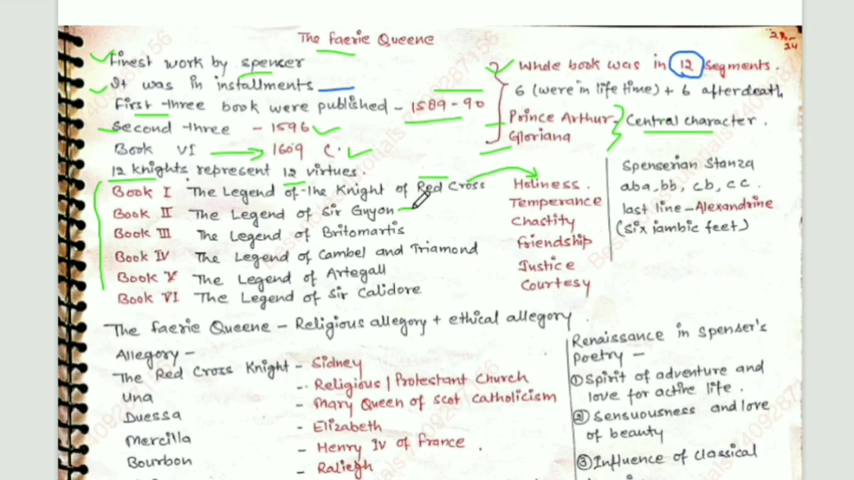 The Faerie Queene
28-24
Finest work by spencer
It was in installments
First three book were published - 1589-90
Second three - 1596
Book VI → 1609 C.
12 knights represent 12 virtues.
Whole book was in 12 segments.
6 (were in life time) + 6 after death
Prince Arthur
Gloriana
Central character.
Book I The Legend of the Knight of Red Cross Holiness.
Book II The Legend of Sir Guyon Temperance
Book III The Legend of Britomartis Chastity
Book IV The Legend of Cambel and Triamond Friendship
Book V The Legend of Artegall Justice
Book VI The Legend of Sir Calidore Courtesy
Spenserian Stanza
aba, bb, cb, cc.
last line - Alexandrine
(six iambic feet)
The Faerie Queene - Religious allegory + ethical allegory.
Allegory -
The Red Cross Knight - Sidney
Una - Religious / Protestant Church
Duessa - Mary Queen of scot catholicism
Mercilla - Elizabeth
Bourbon - Henry IV of France.
- Raliegh
Renaissance in Spenser's
Poetry -
① Spirit of adventure and
love for active life.
② Sensuousness and love
of beauty
③ Influence of classical